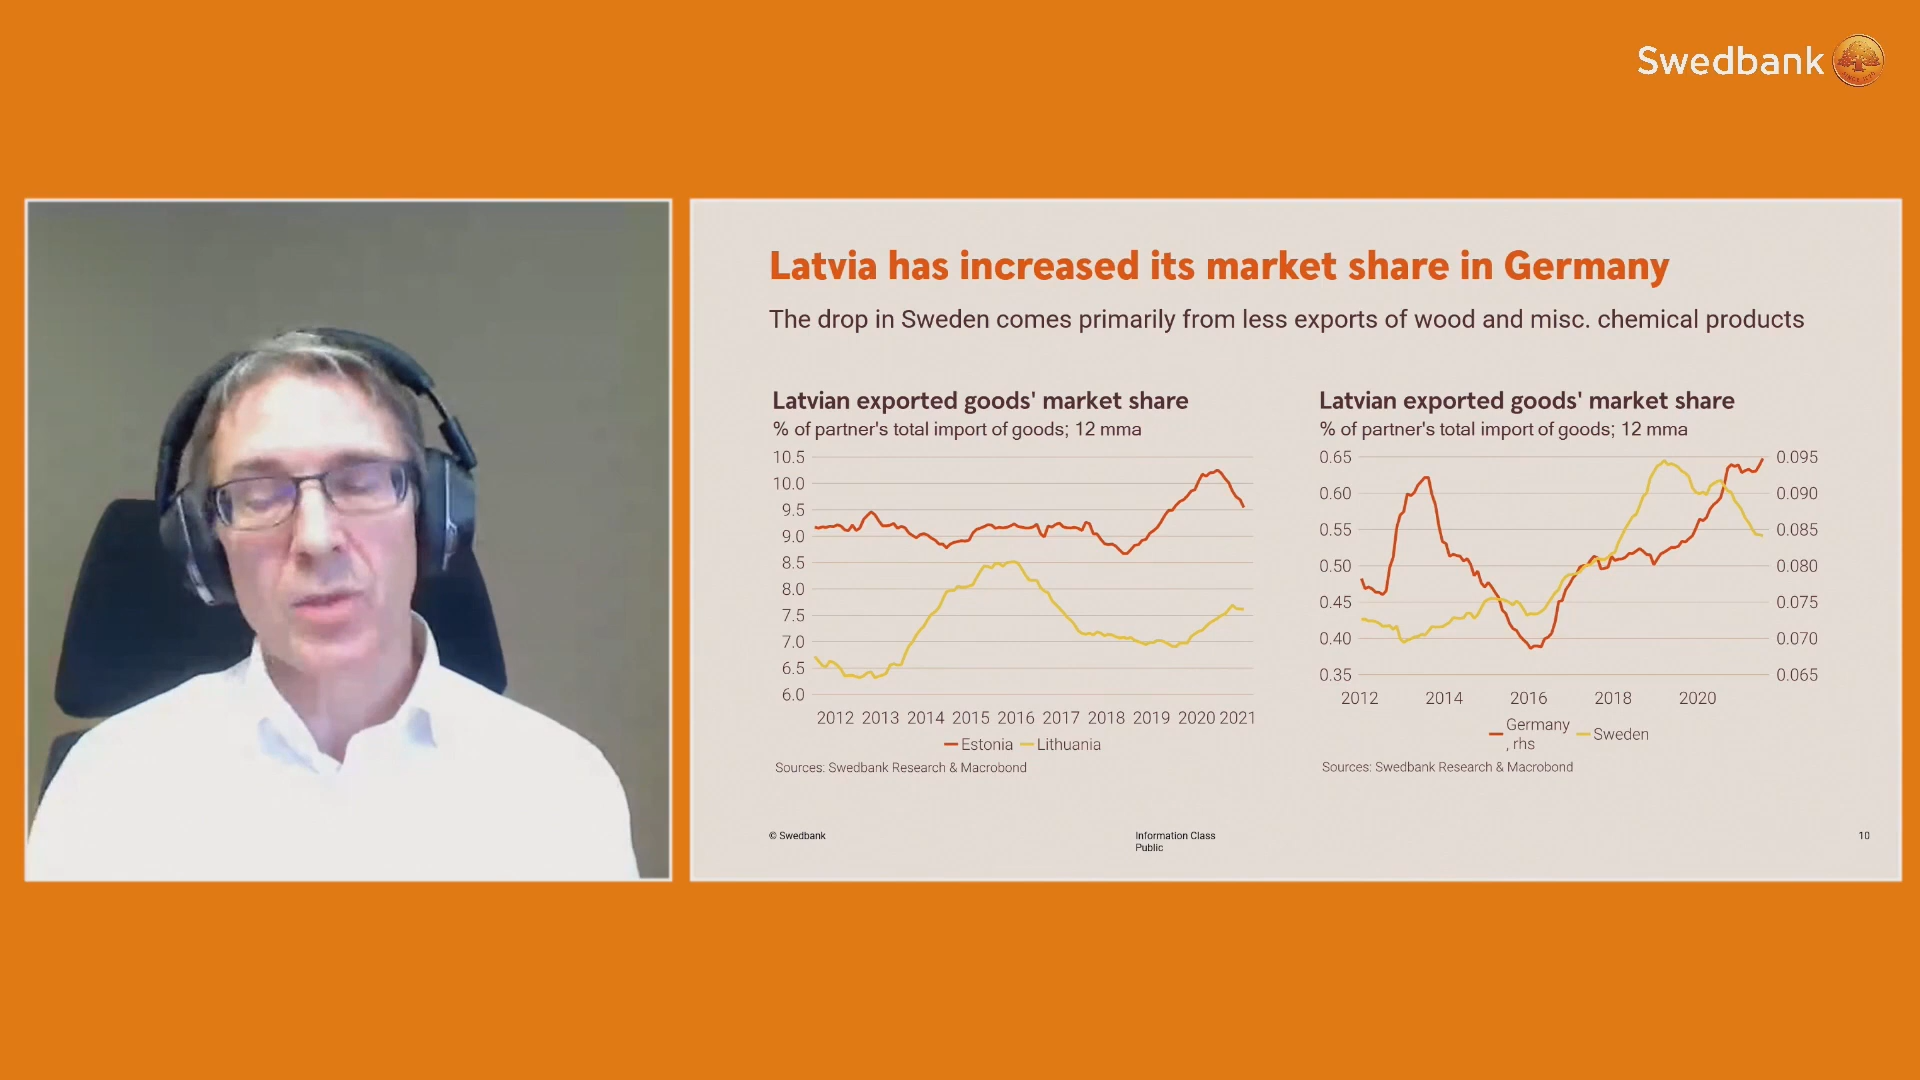 Swedbank
Latvia has increased its market share in Germany
The drop in Sweden comes primarily from less exports of wood and misc. chemical products
Latvian exported goods' market share
% of partner's total import of goods; 12 mma
10.5
10.0
9.5
9.0
8.5
8.0
7.5
7.0
6.5
6.0
2012 2013 2014 2015 2016 2017 2018 2019 2020 2021
Estonia Lithuania
Sources: Swedbank Research & Macrobond
Latvian exported goods' market share
% of partner's total import of goods; 12 mma
0.65 0.095
0.60 0.090
0.55 0.085
0.50 0.080
0.45 0.075
0.40 0.070
0.35 0.065
2012 2014 2016 2018 2020
Germany
, rhs
Sweden
Sources: Swedbank Research & Macrobond
© Swedbank
Information Class
Public
10